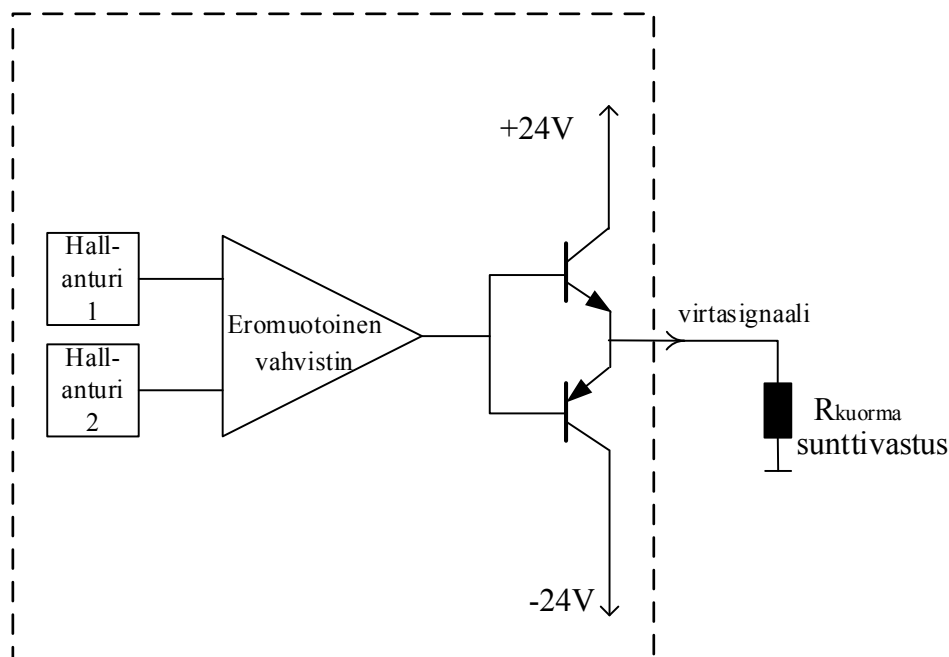 +24V
Hall-
anturi
1
Eromuotoinen
vahvistin
virtasignaali
Hall-
anturi
2
Rkuorma
sunttivastus
-24V